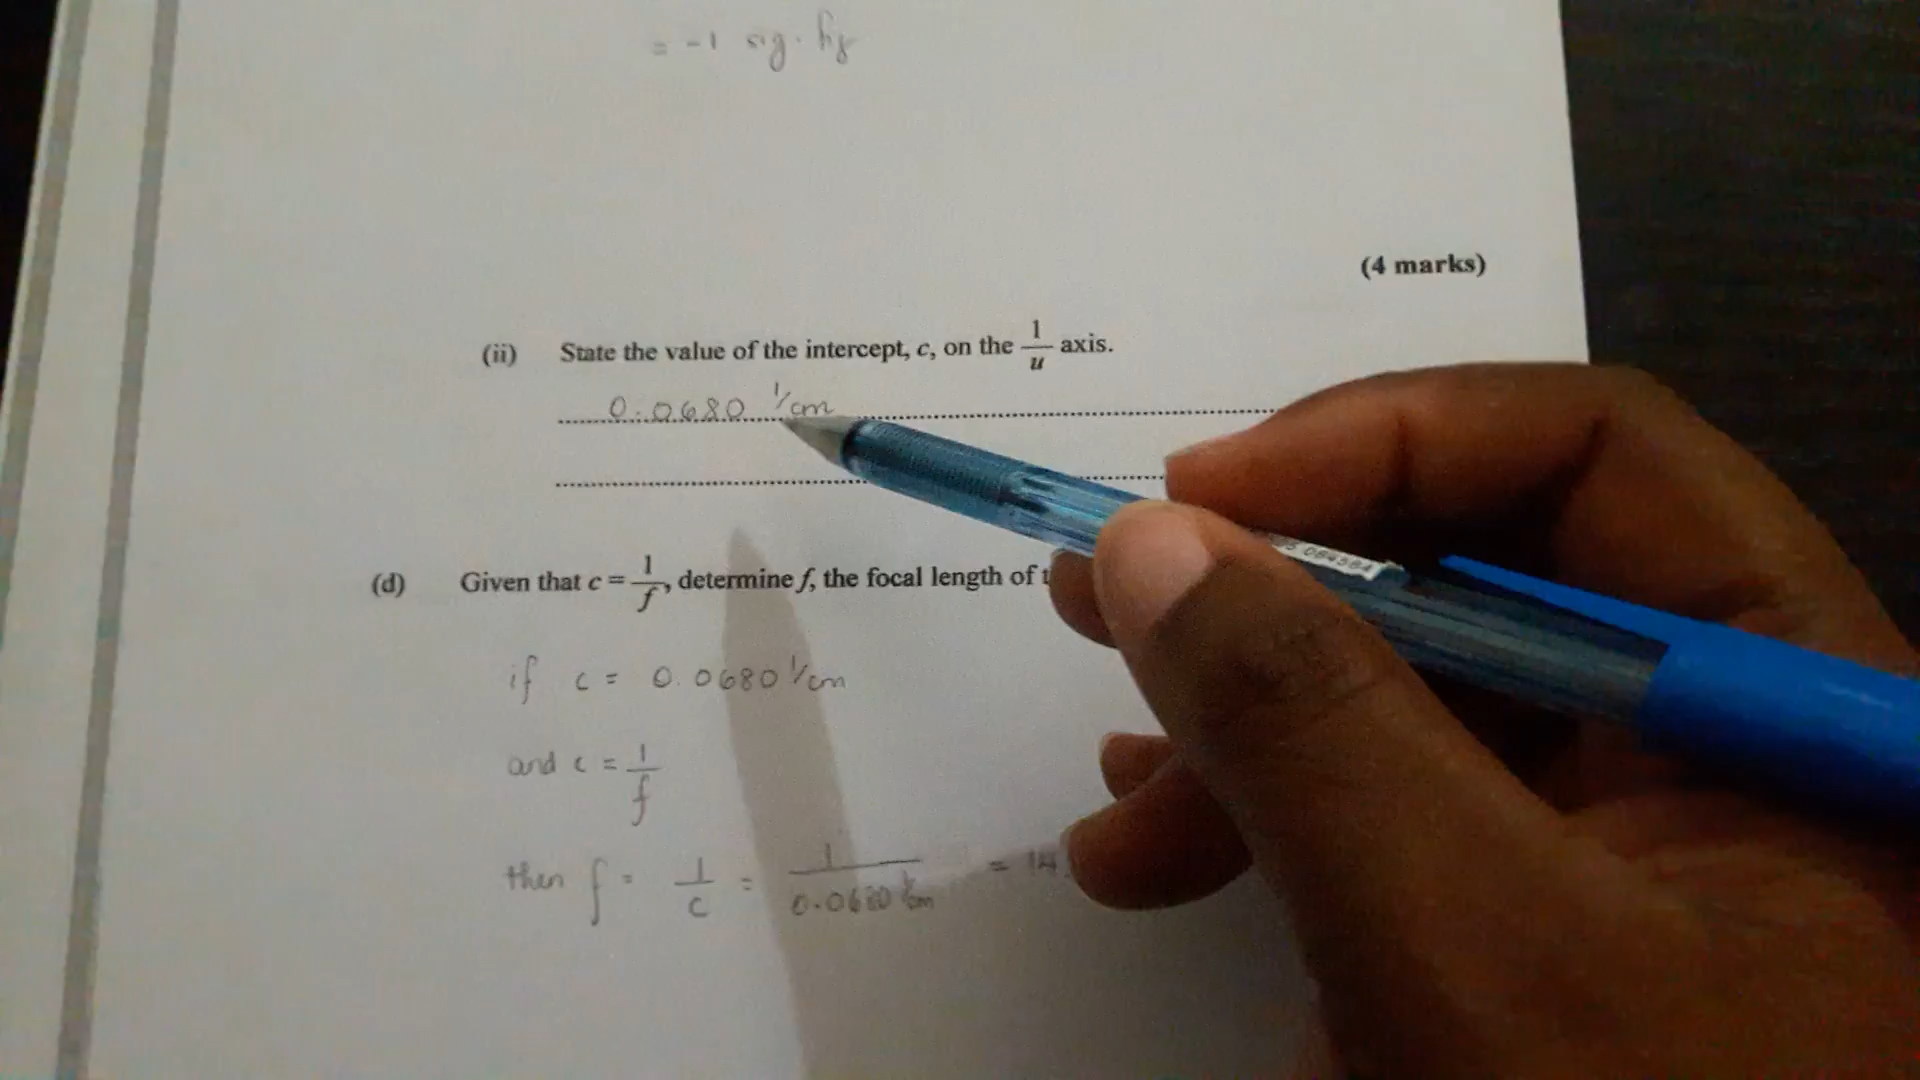 = -1 sig. fig
(4 marks)
(ii) State the value of the intercept, c, on the 1/u axis.
0.0680 1/cm
(d) Given that c = 1/f, determine f, the focal length of
if c = 0.0680 1/cm
and c = 1/f
then f = 1/c = 1/0.0680 1/cm = 14.